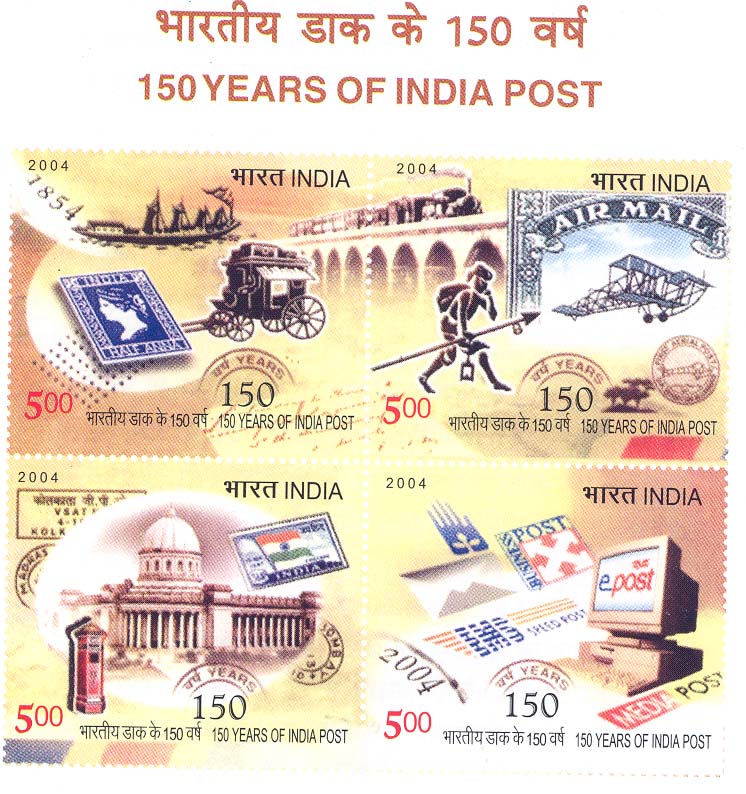 भारतीय डाक के 150 वर्ष
150 YEARS OF INDIA POST
2004
भारत INDIA
1854
INDIA
HALF ANNA
वर्ष YEARS
150
5.00
भारतीय डाक के 150 वर्ष 150 YEARS OF INDIA POST
2004
भारत INDIA
AIR MAIL
वर्ष YEARS
150
5.00
भारतीय डाक के 150 वर्ष 150 YEARS OF INDIA POST
2004
भारत INDIA
कोलकाता जी.पी.
VSAT
KOLK
MADRAS
INDIA
BOMBAY
वर्ष YEARS
150
5.00
भारतीय डाक के 150 वर्ष 150 YEARS OF INDIA POST
2004
भारत INDIA
BUSINESS POST
epost
SPEED POST
2004
MEDIA POST
वर्ष YEARS
150
5.00
भारतीय डाक के 150 वर्ष 150 YEARS OF INDIA POST